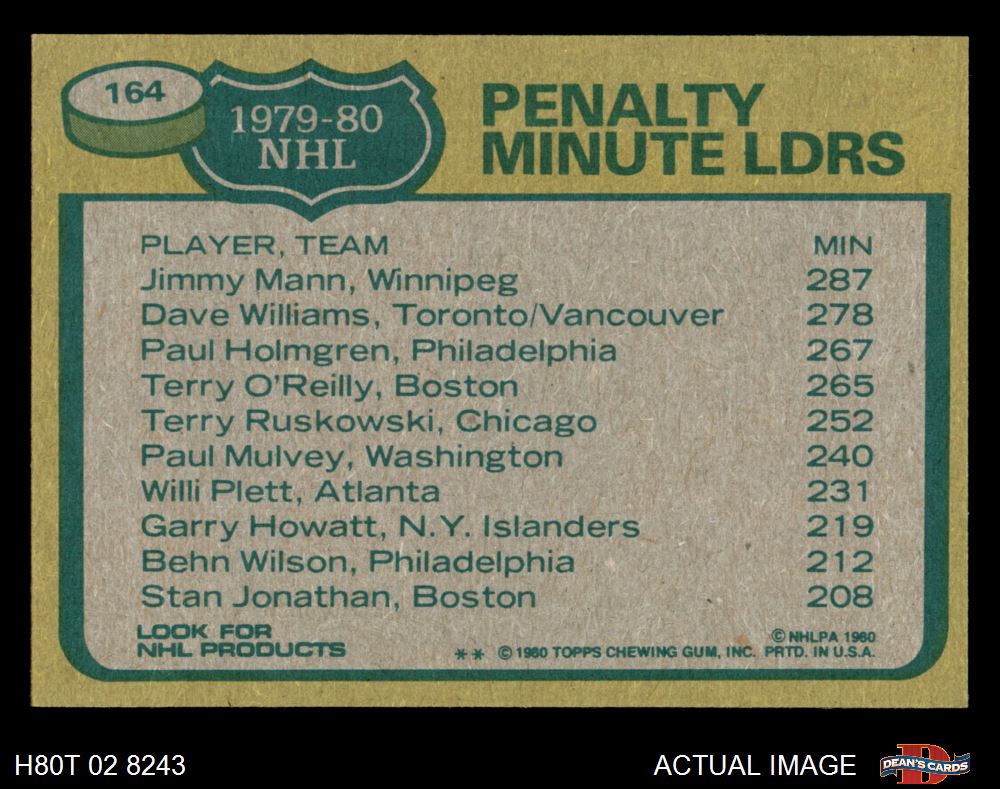 164
1979-80
NHL
PENALTY
MINUTE LDRS
PLAYER, TEAM MIN
Jimmy Mann, Winnipeg 287
Dave Williams, Toronto/Vancouver 278
Paul Holmgren, Philadelphia 267
Terry O'Reilly, Boston 265
Terry Ruskowski, Chicago 252
Paul Mulvey, Washington 240
Willi Plett, Atlanta 231
Garry Howatt, N.Y. Islanders 219
Behn Wilson, Philadelphia 212
Stan Jonathan, Boston 208
LOOK FOR
NHL PRODUCTS
© NHLPA 1980
** © 1980 TOPPS CHEWING GUM, INC. PRTD. IN U.S.A.
H80T 02 8243
ACTUAL IMAGE
D
DEAN'S CARDS